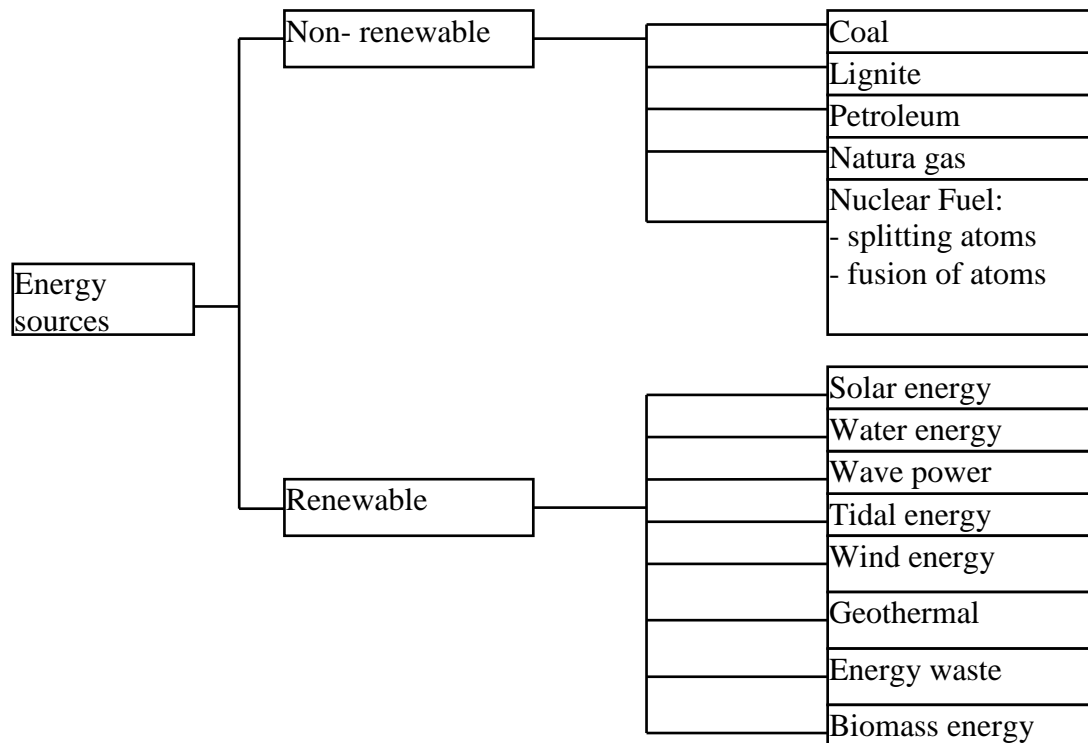 Energy
sources
Non- renewable
Coal
Lignite
Petroleum
Natura gas
Nuclear Fuel:
- splitting atoms
- fusion of atoms
Renewable
Solar energy
Water energy
Wave power
Tidal energy
Wind energy
Geothermal
Energy waste
Biomass energy